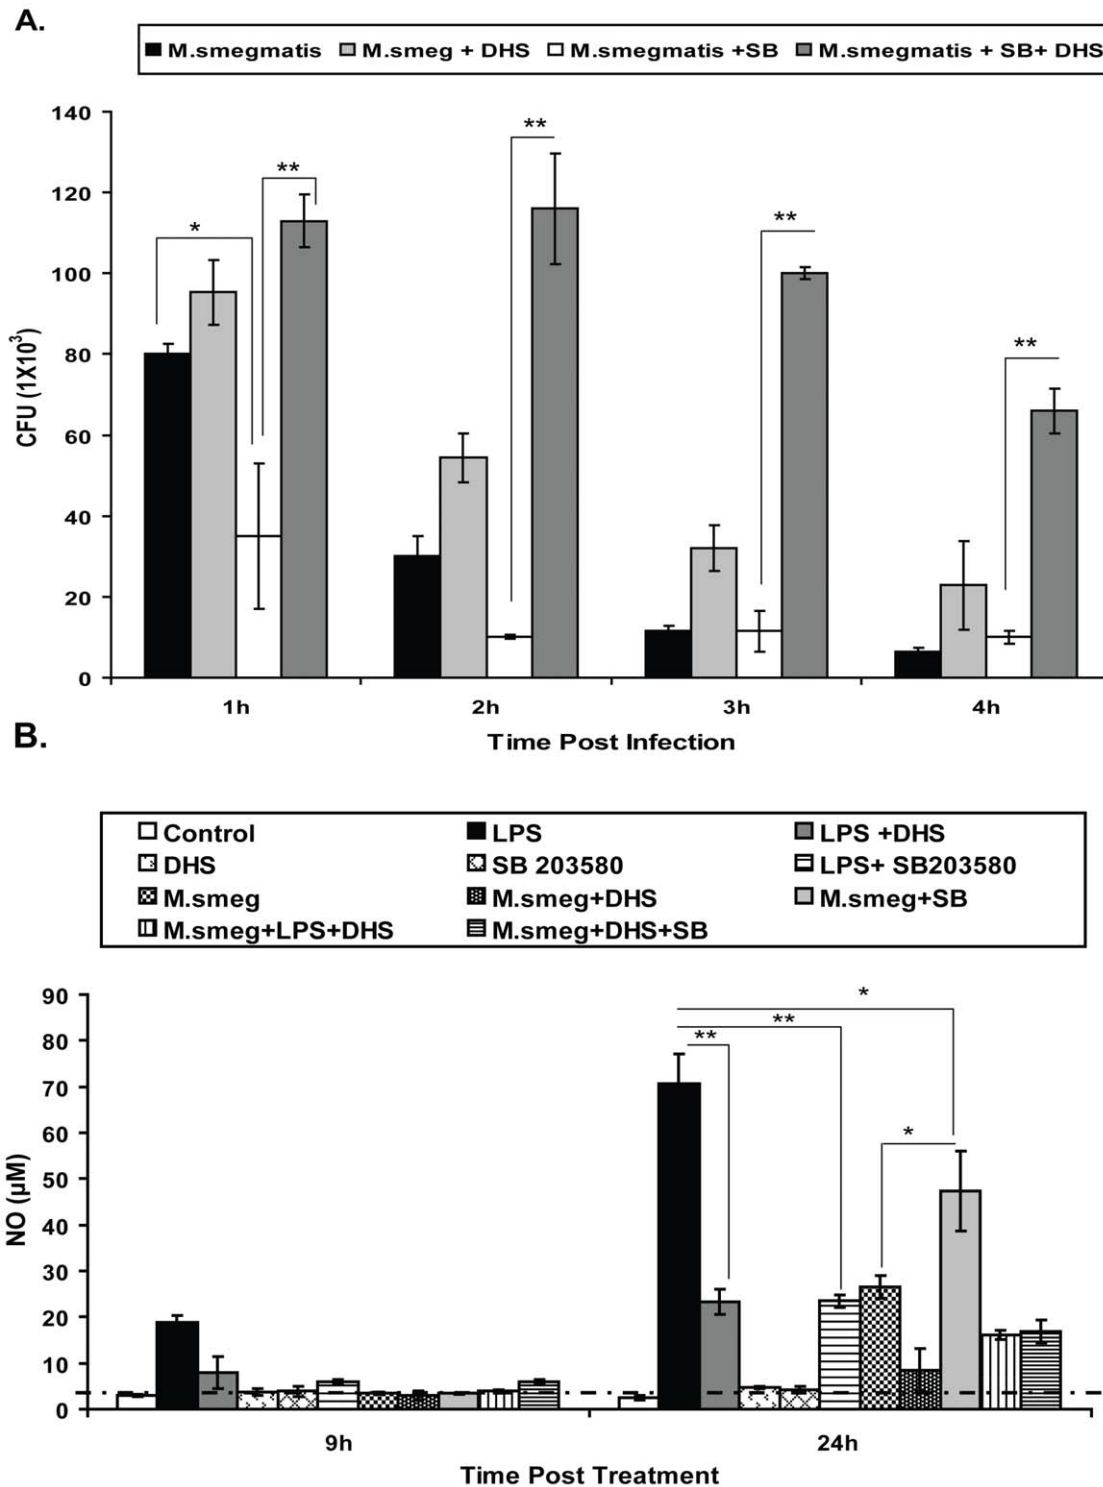 A.
M.smegmatis M.smeg + DHS M.smegmatis +SB M.smegmatis + SB+ DHS
140
120
100
80
60
40
20
0
CFU (1X10³)
* ** ** ** **
1h 2h 3h 4h
Time Post Infection
B.
Control LPS LPS +DHS
DHS SB 203580 LPS+ SB203580
M.smeg M.smeg+DHS M.smeg+SB
M.smeg+LPS+DHS M.smeg+DHS+SB
90
80
70
60
50
40
30
20
10
0
NO (µM)
*
**
**
*
9h 24h
Time Post Treatment